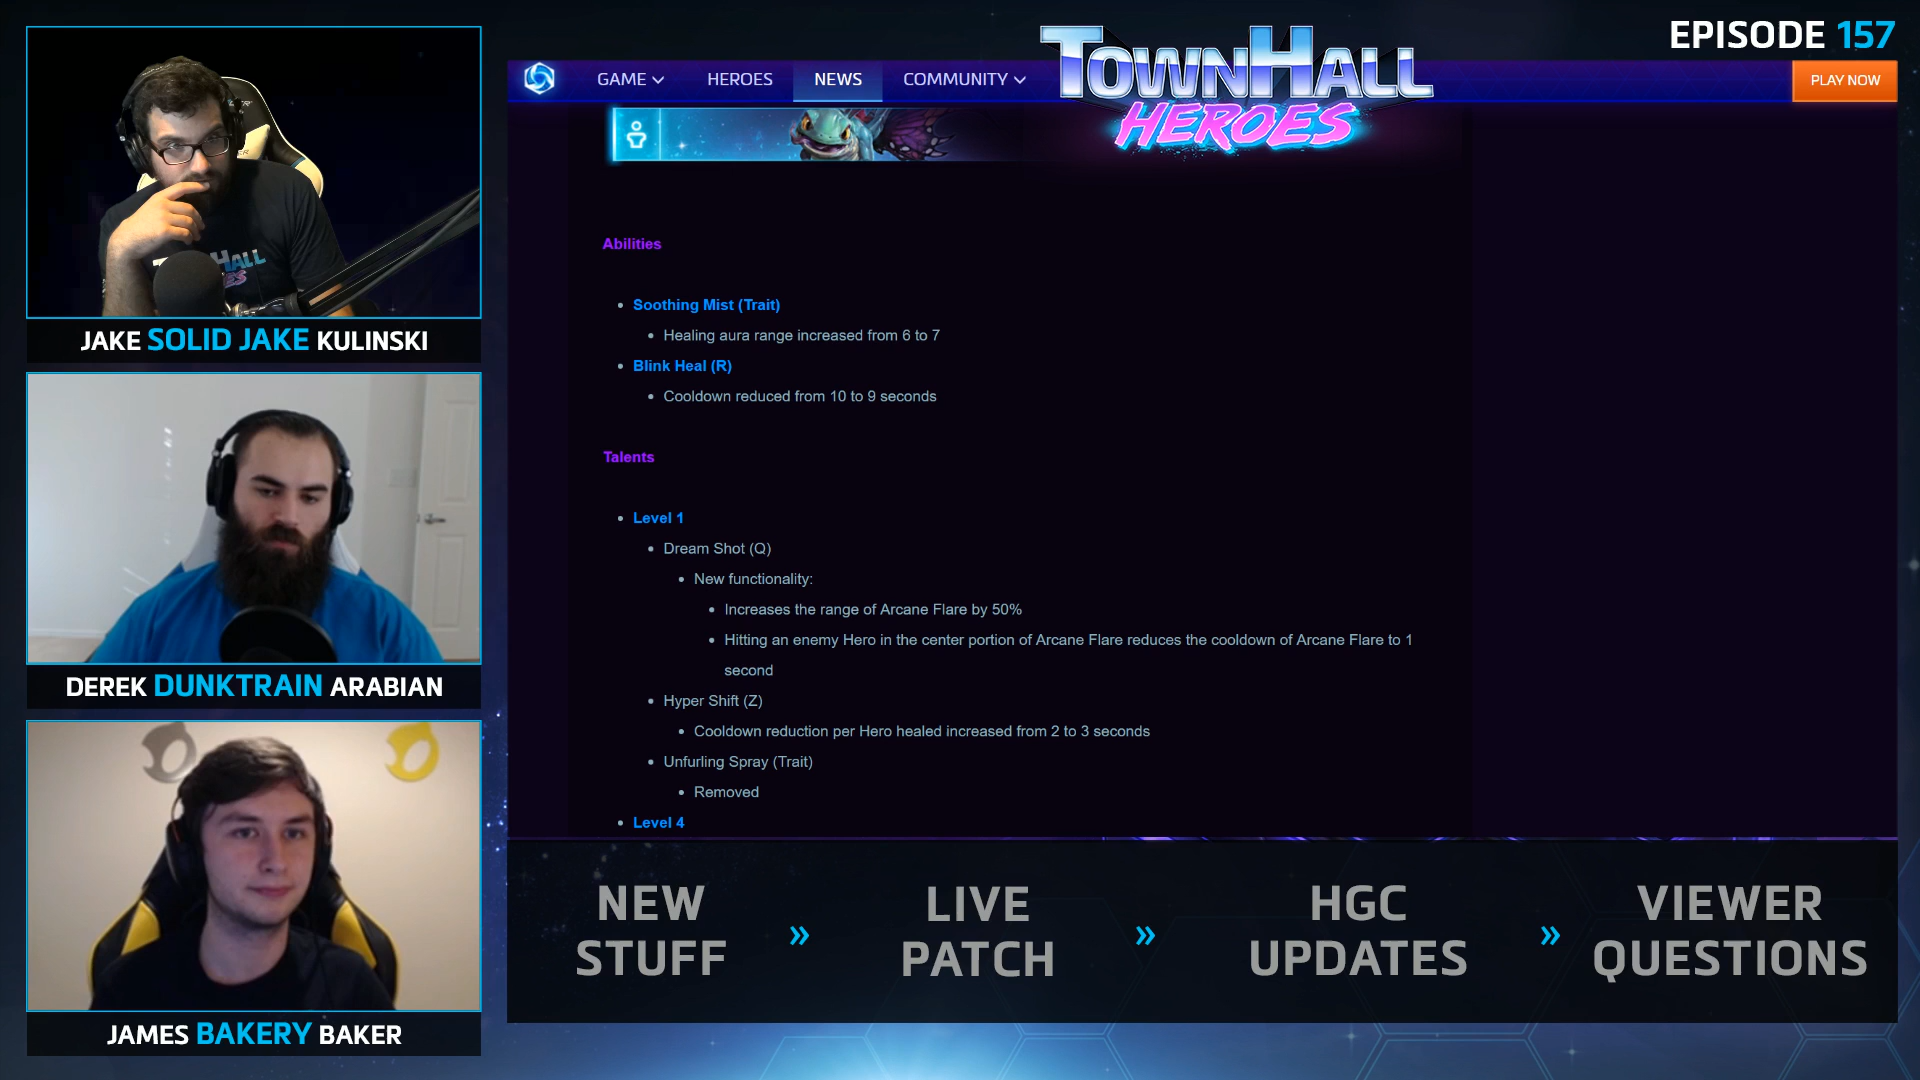 EPISODE 157
TOWNHALL
HEROES
GAME
HEROES
NEWS
COMMUNITY
PLAY NOW
HALL
ES
JAKE SOLID JAKE KULINSKI
DEREK DUNKTRAIN ARABIAN
JAMES BAKERY BAKER
Abilities
Soothing Mist (Trait)
Healing aura range increased from 6 to 7
Blink Heal (R)
Cooldown reduced from 10 to 9 seconds
Talents
Level 1
Dream Shot (Q)
New functionality:
Increases the range of Arcane Flare by 50%
Hitting an enemy Hero in the center portion of Arcane Flare reduces the cooldown of Arcane Flare to 1
second
Hyper Shift (Z)
Cooldown reduction per Hero healed increased from 2 to 3 seconds
Unfurling Spray (Trait)
Removed
Level 4
NEW
STUFF
»
LIVE
PATCH
»
HGC
UPDATES
»
VIEWER
QUESTIONS